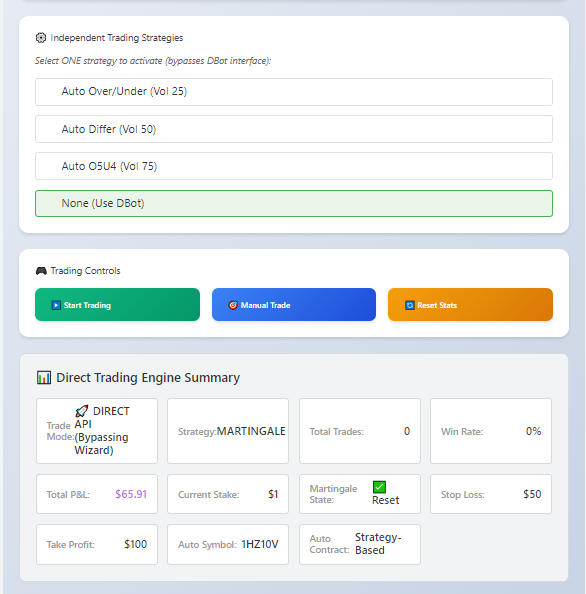 Independent Trading Strategies
Select ONE strategy to activate (bypasses DBot interface):
Auto Over/Under (Vol 25)
Auto Differ (Vol 50)
Auto O5U4 (Vol 75)
None (Use DBot)
Trading Controls
Start Trading
Manual Trade
Reset Stats
Direct Trading Engine Summary
Trade Mode:
🚀 DIRECT
API
(Bypassing
Wizard)
Strategy: MARTINGALE
Total Trades: 0
Win Rate: 0%
Total P&L: $65.91
Current Stake: $1
Martingale
State:
✅
Reset
Stop Loss: $50
Take Profit: $100
Auto Symbol: 1HZ10V
Auto
Contract:
Strategy-
Based